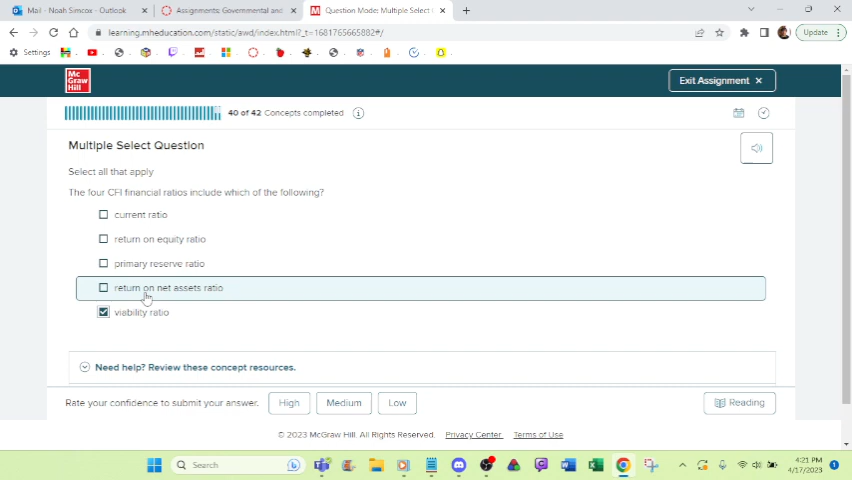 Mail - Noah Simcox - Outlook
Assignments: Governmental and
Question Mode: Multiple Select
learning.mheducation.com/static/awd/index.html?_t=1681765665882#/
Update
Settings
Mc
Graw
Hill
Exit Assignment
40 of 42 Concepts completed
Multiple Select Question
Select all that apply
The four CFI financial ratios include which of the following?
current ratio
return on equity ratio
primary reserve ratio
return on net assets ratio
viability ratio
Need help? Review these concept resources.
Rate your confidence to submit your answer.
High
Medium
Low
Reading
© 2023 McGraw Hill. All Rights Reserved.
Privacy Center
Terms of Use
Search
4:21 PM
4/17/2023